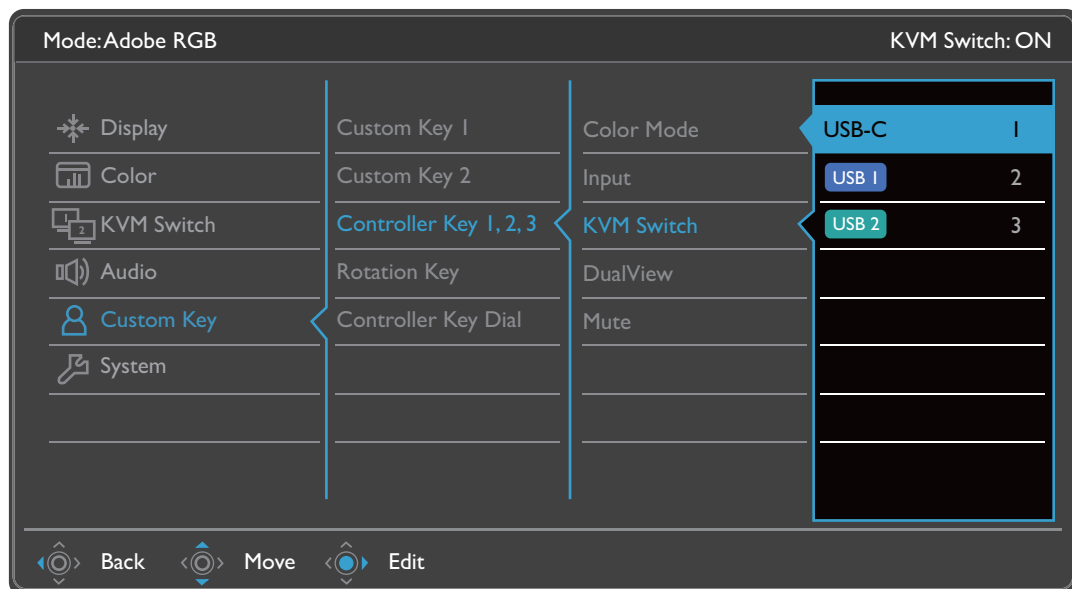 Mode: Adobe RGB KVM Switch: ON
Display Custom Key 1 Color Mode USB-C 1
Color Custom Key 2 Input USB 1 2
1 2 KVM Switch Controller Key 1, 2, 3 KVM Switch USB 2 3
Audio Rotation Key DualView
Custom Key Controller Key Dial Mute
System
Back Move Edit